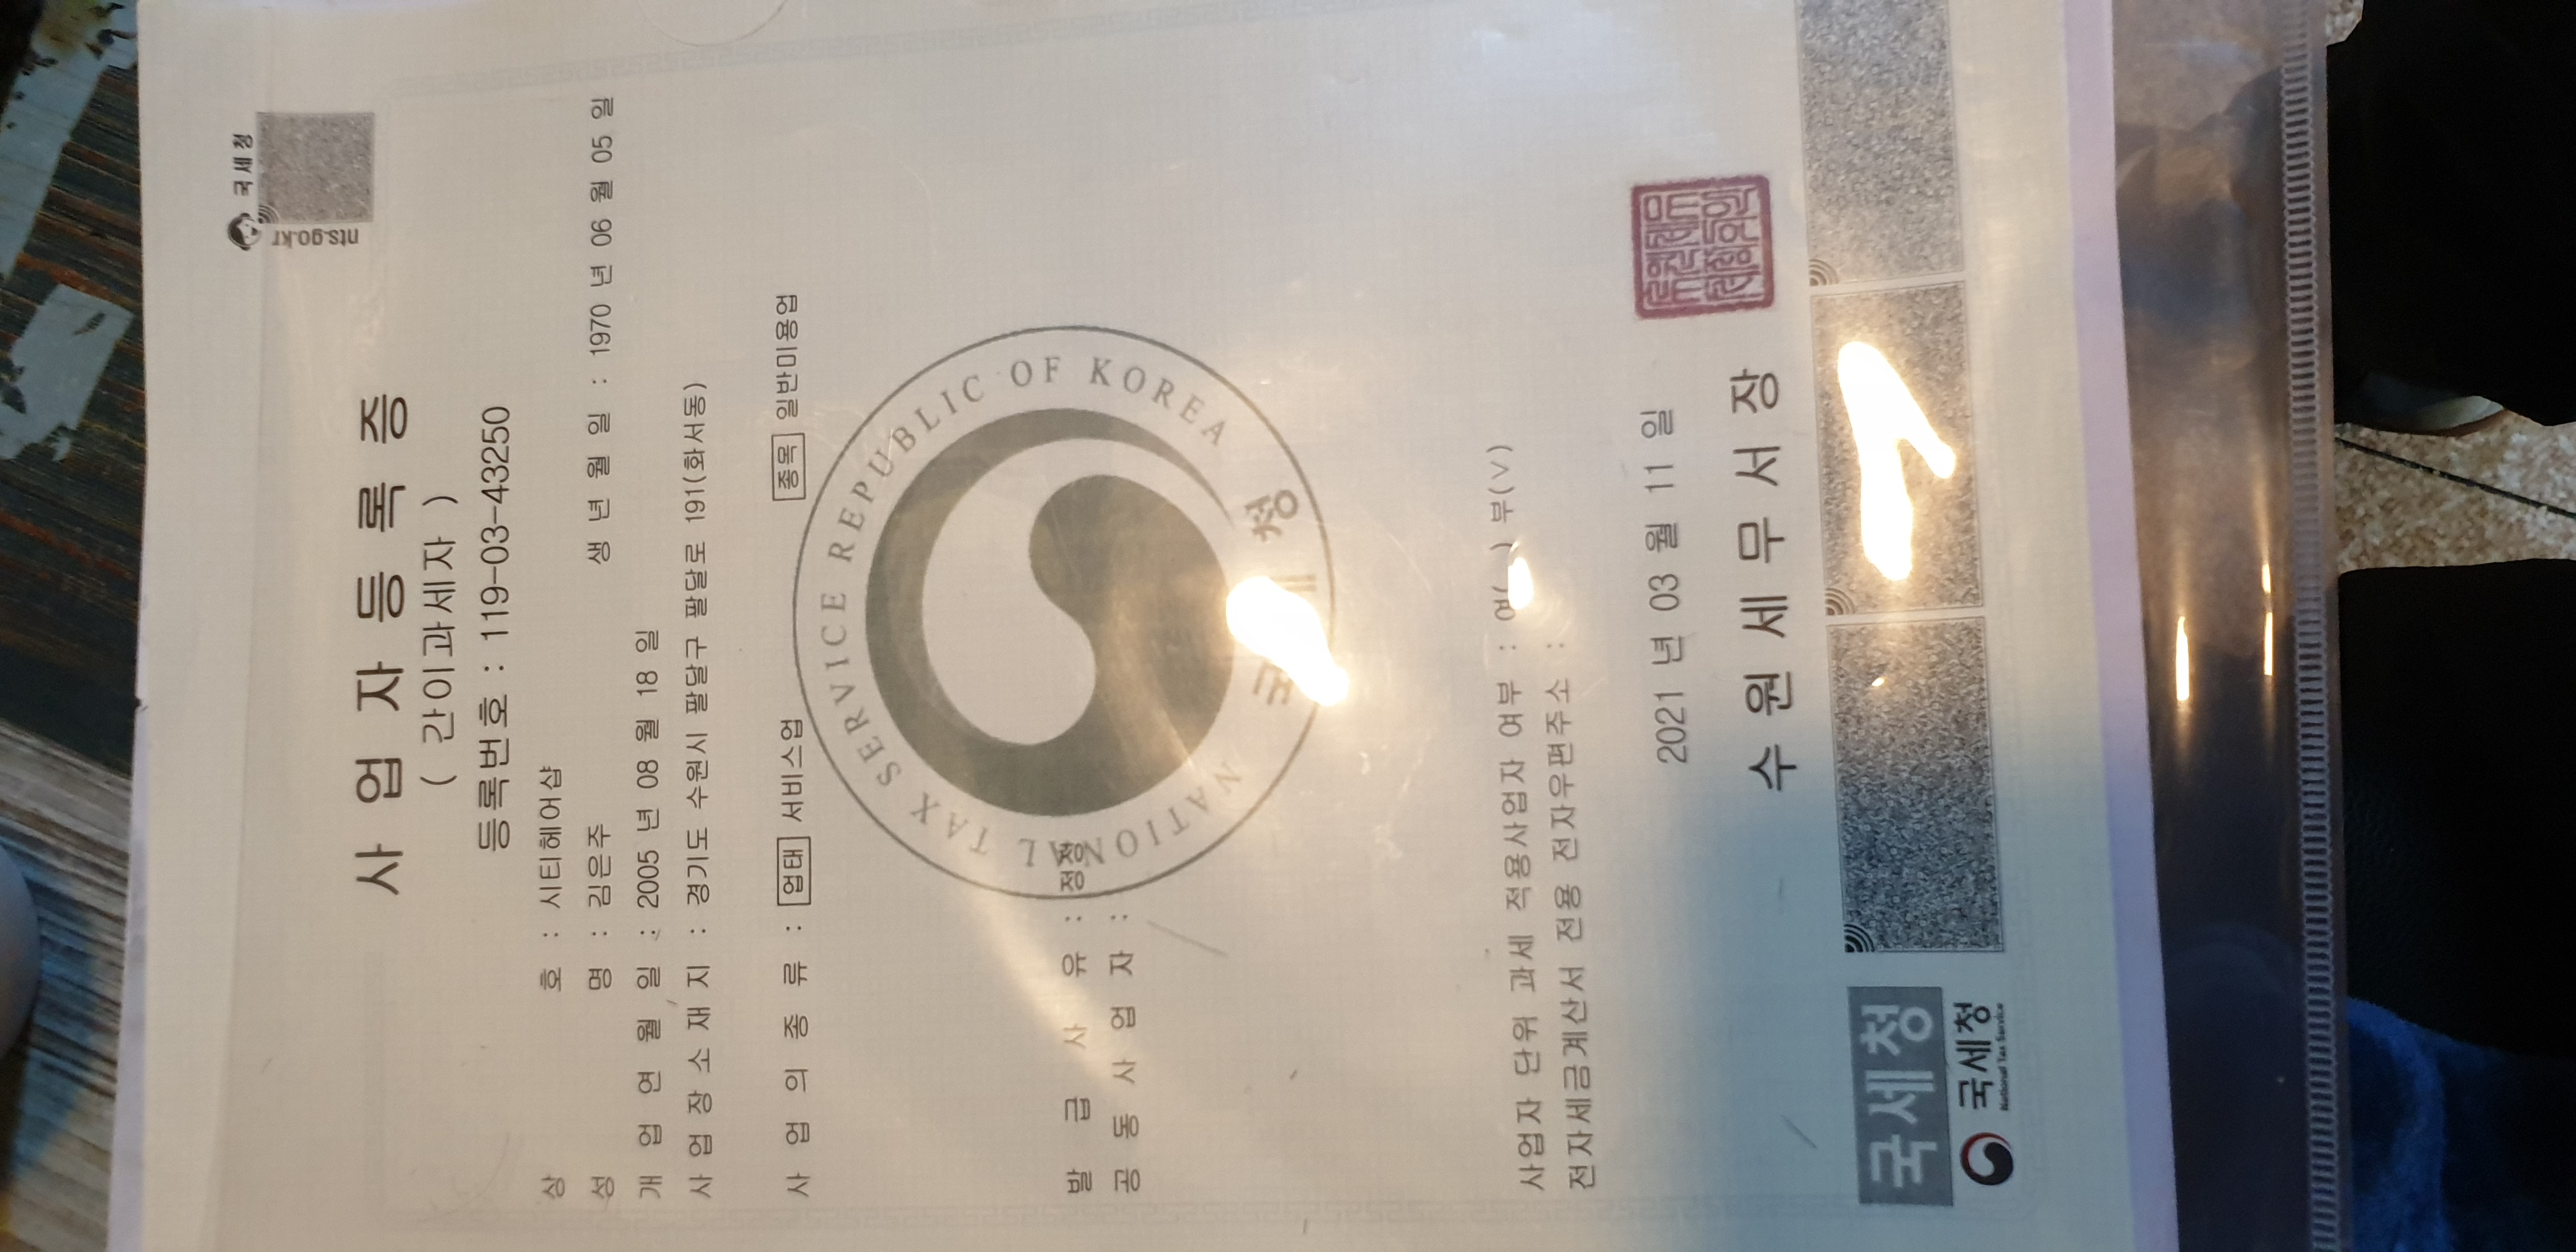 국세청
nts.go.kr
사 업 자 등 록 증
( 간이과세자 )
등록번호 : 119-03-43250
상 호 : 시티헤어샵
성 명 : 김은주 생 년 월 일 : 1970 년 06 월 05 일
개 업 연 월 일 : 2005 년 08 월 18 일
사 업 장 소 재 지 : 경기도 수원시 팔달구 팔달로 191(화서동)
사 업 의 종 류 : 업태 서비스업 종목 일반미용업
NATIONAL TAX SERVICE REPUBLIC OF KOREA
국세청
발 급 사 유 : 정정
공 동 사 업 자 :
사업자 단위 과세 적용사업자 여부 : 여( ) 부(∨)
전자세금계산서 전용 전자우편주소 :
2021 년 03 월 11 일
수 원 세 무 서 장
국세청
국세청
National Tax Service